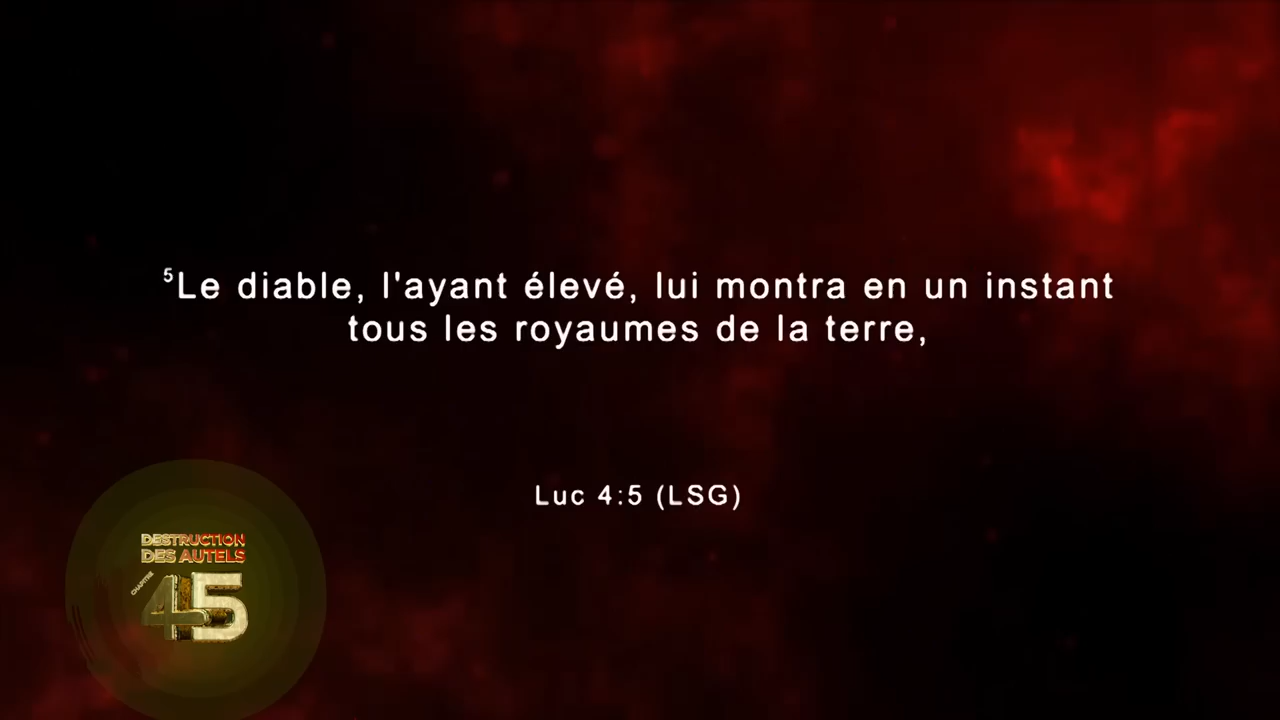 ⁵Le diable, l'ayant élevé, lui montra en un instant
tous les royaumes de la terre,
Luc 4:5 (LSG)
DESTRUCTION
DES AUTELS
CHAPITRE
45